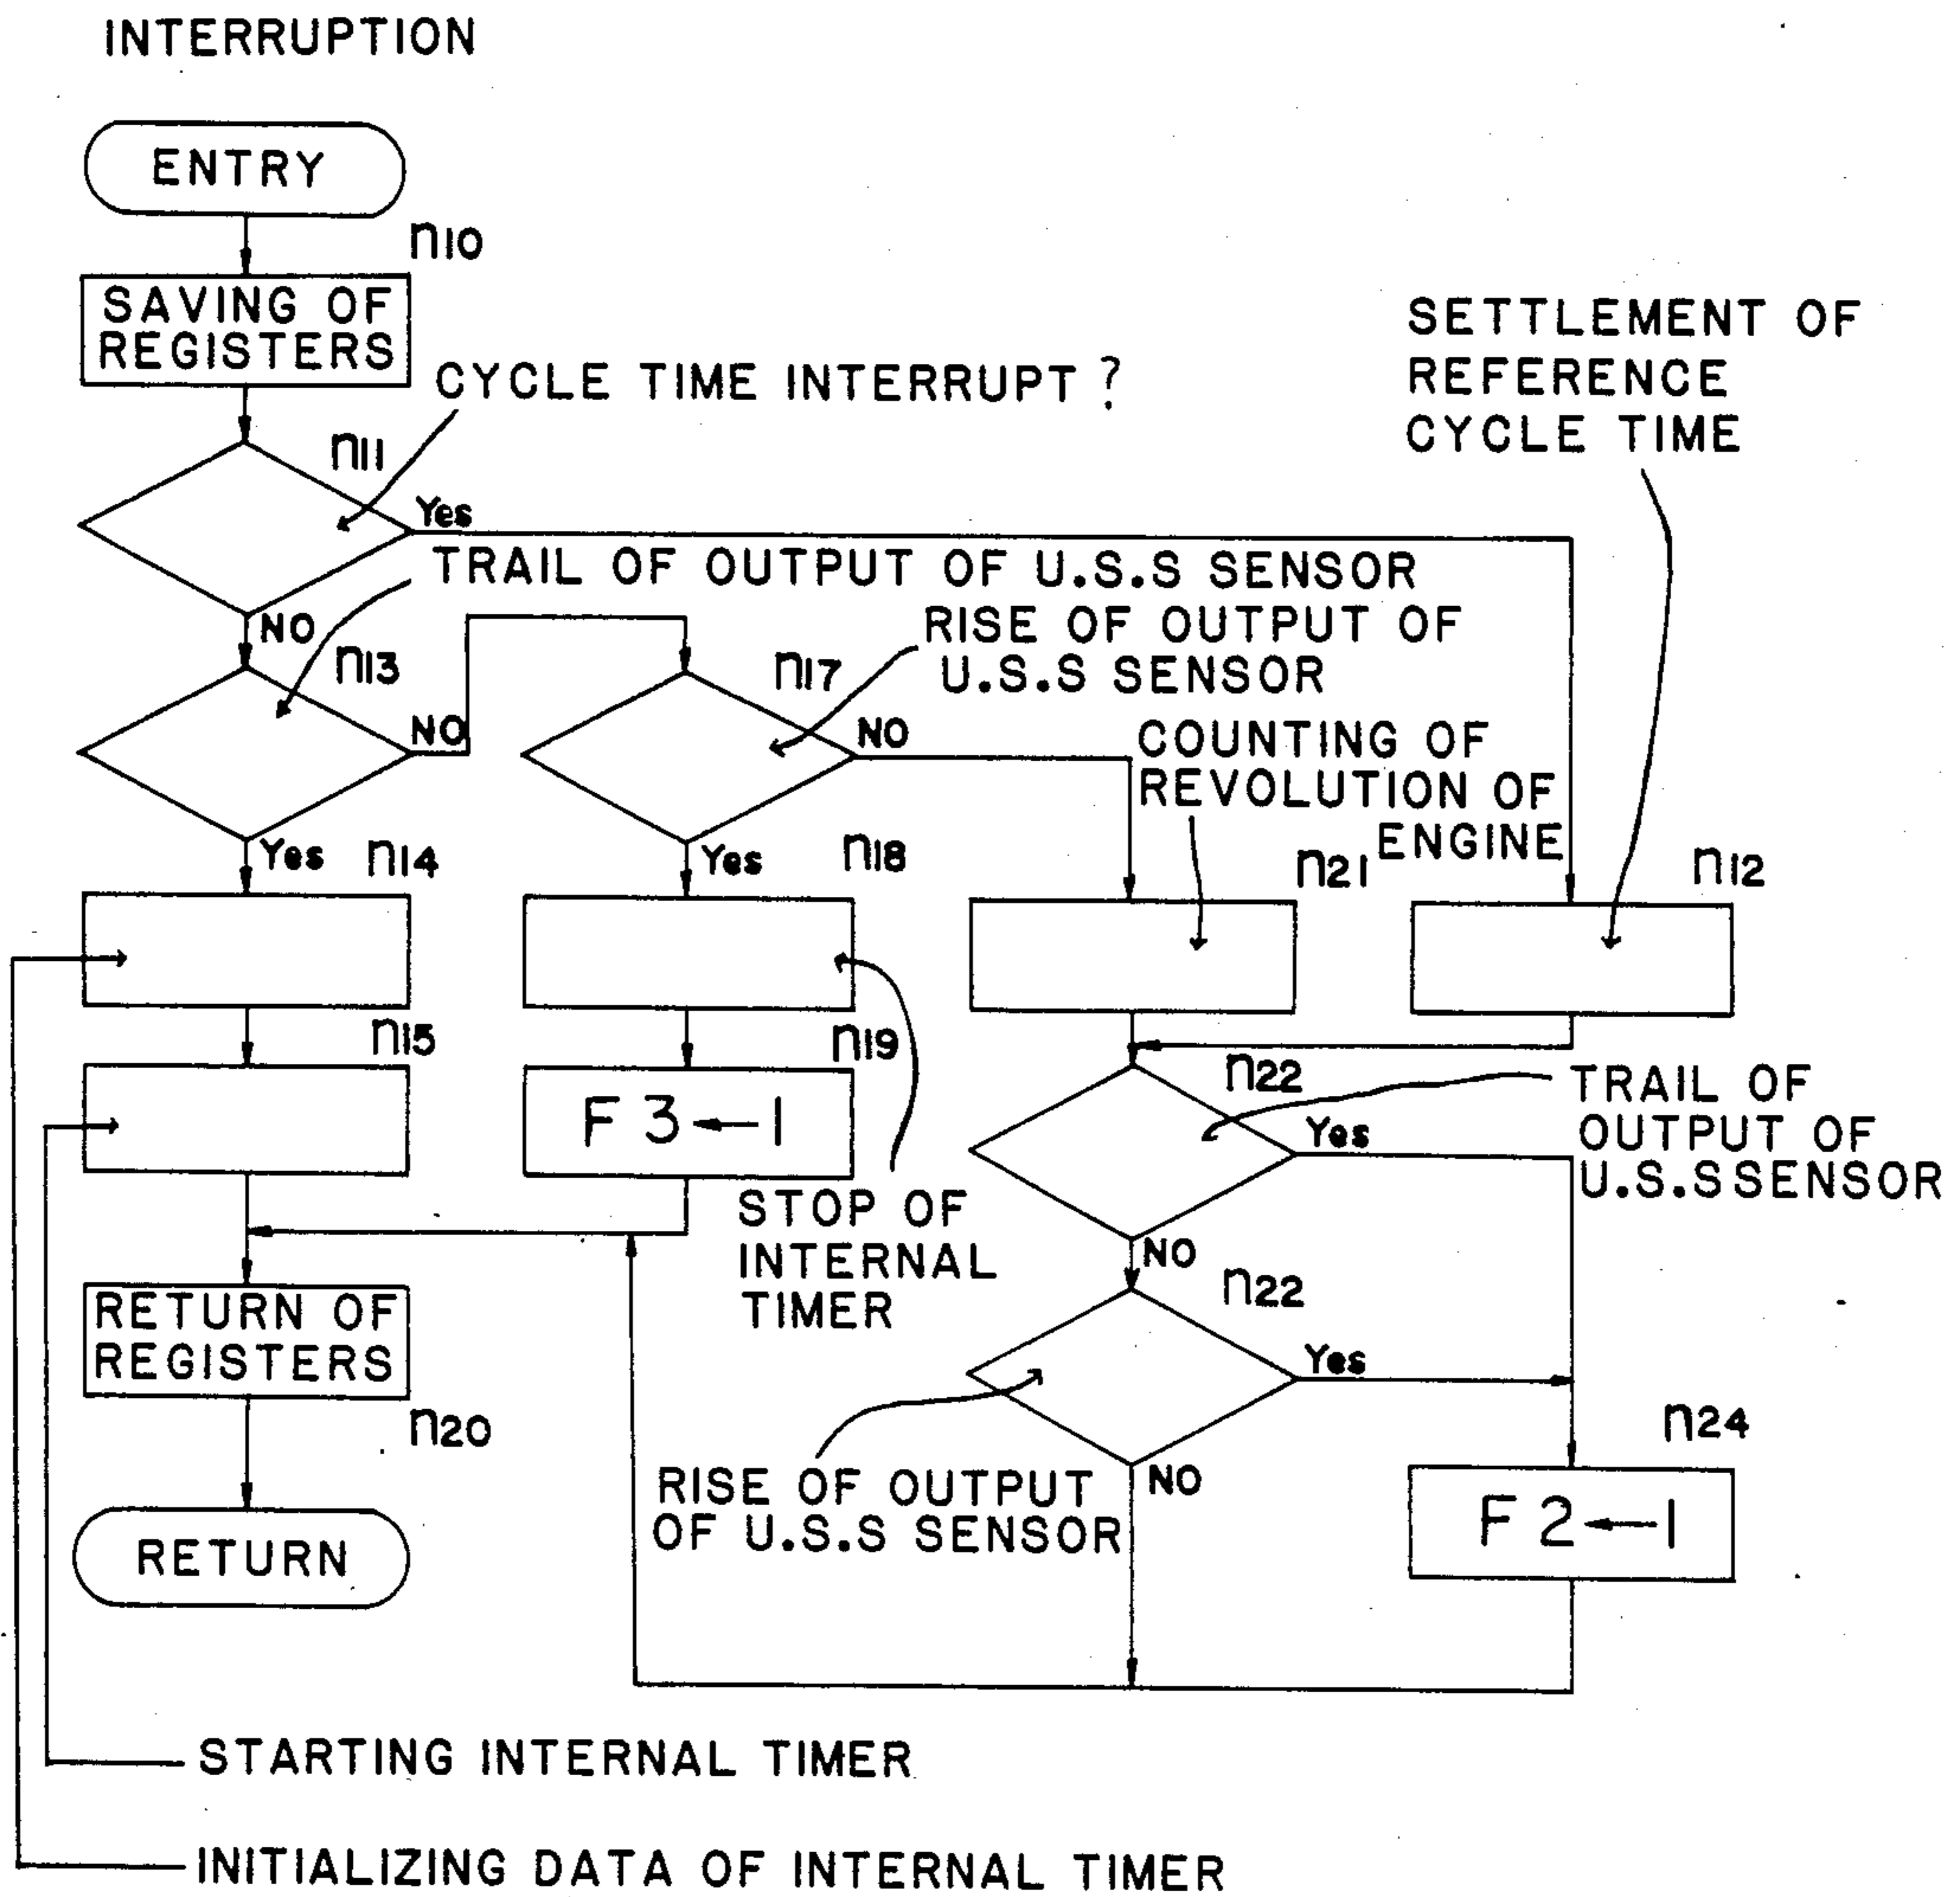 INTERRUPTION
ENTRY
n10
SAVING OF
REGISTERS
CYCLE TIME INTERRUPT ?
n11
Yes
SETTLEMENT OF
REFERENCE
CYCLE TIME
TRAIL OF OUTPUT OF U.S.S SENSOR
NO
n13
NO
RISE OF OUTPUT OF
U.S.S SENSOR
n17
NO
COUNTING OF
REVOLUTION OF
ENGINE
Yes
n14
Yes
n18
n21
n12
n15
n19
F3←1
STOP OF
INTERNAL
TIMER
n22
Yes
TRAIL OF
OUTPUT OF
U.S.S SENSOR
NO
n22
Yes
RETURN OF
REGISTERS
n20
RISE OF OUTPUT
OF U.S.S SENSOR
NO
n24
F2←1
RETURN
STARTING INTERNAL TIMER
INITIALIZING DATA OF INTERNAL TIMER